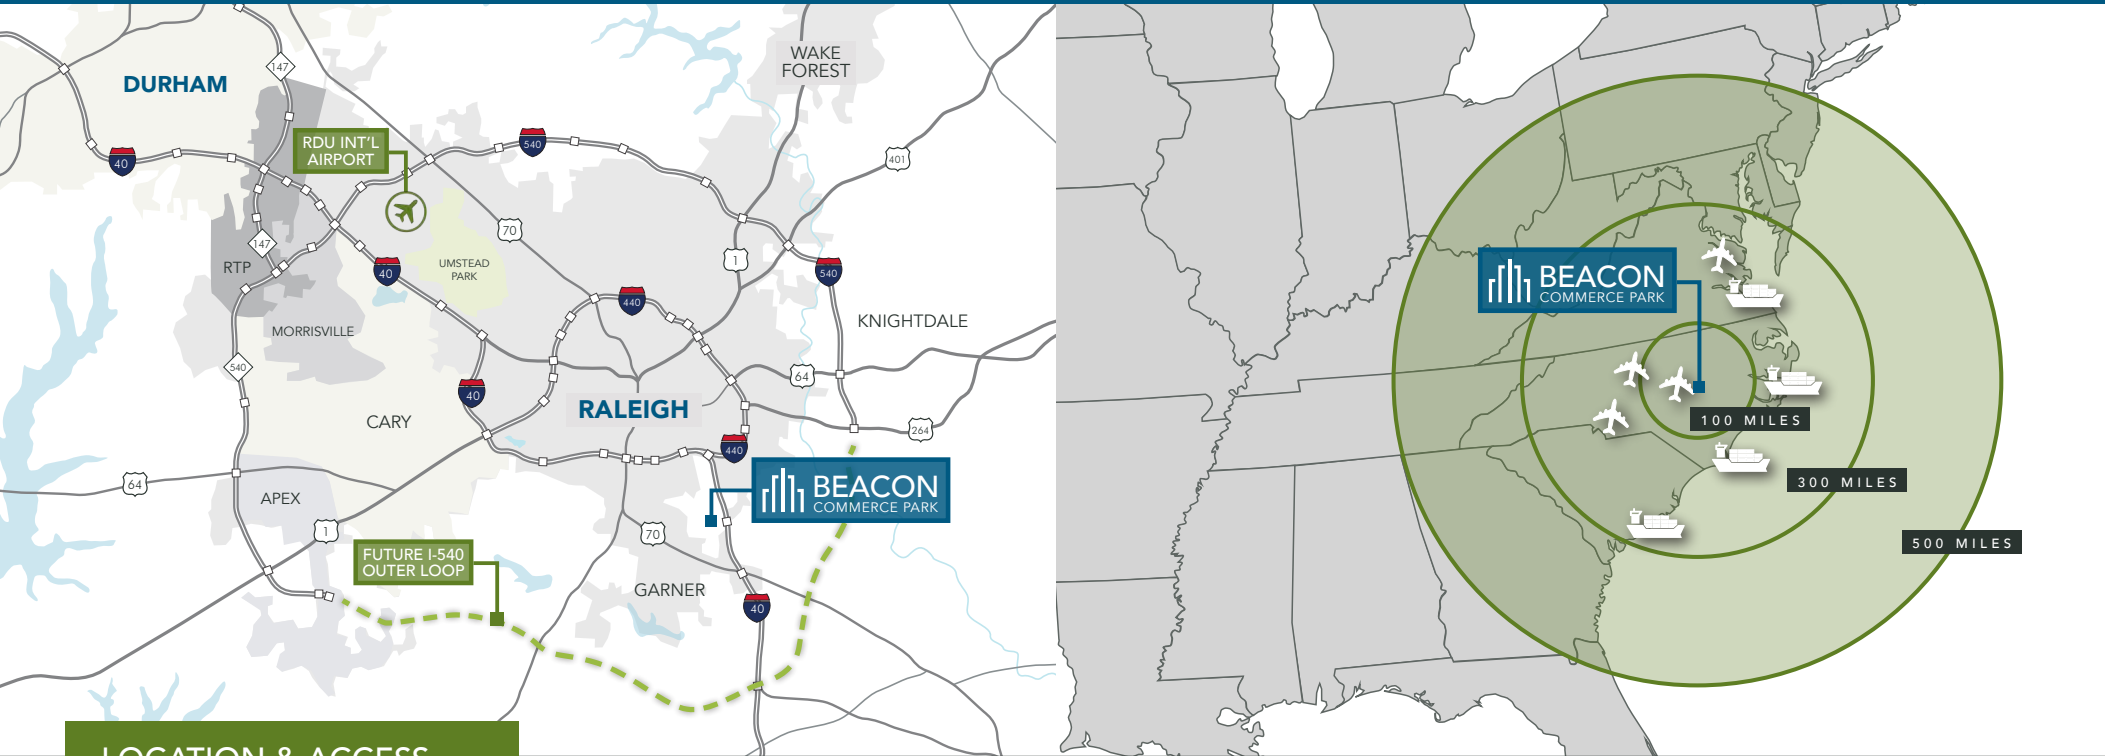 WAKE
FOREST
147
DURHAM
RDU INT'L
AIRPORT
540
40
401
70
1
147
RTP
40
UMSTEAD
PARK
540
440
MORRISVILLE
KNIGHTDALE
540
64
40
CARY
RALEIGH
264
440
64
APEX
BEACON
COMMERCE PARK
1
70
FUTURE I-540
OUTER LOOP
GARNER
40
LOCATION & ACCESS
BEACON
COMMERCE PARK
100 MILES
300 MILES
500 MILES